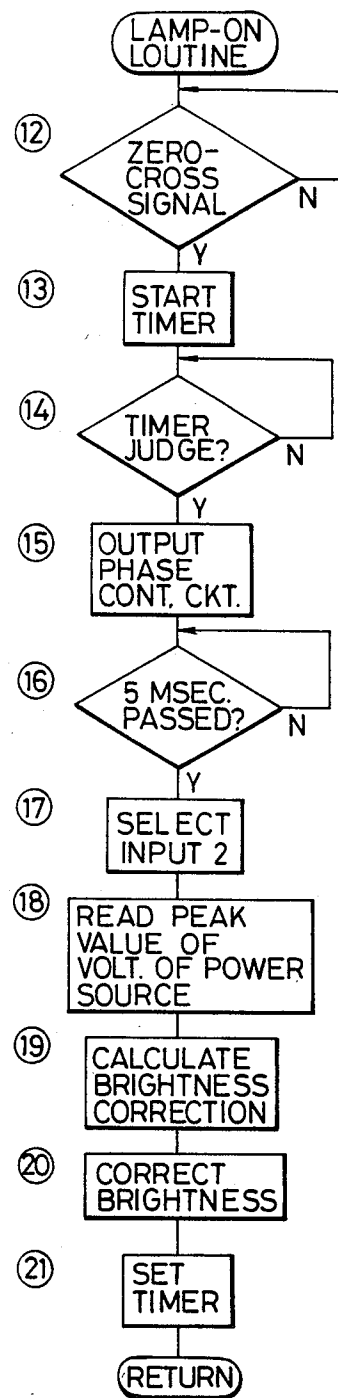 LAMP-ON
LOUTINE
12
ZERO-
CROSS
SIGNAL
N
Y
13
START
TIMER
14
TIMER
JUDGE?
N
Y
15
OUTPUT
PHASE
CONT. CKT.
16
5 MSEC.
PASSED?
N
Y
17
SELECT
INPUT 2
18
READ PEAK
VALUE OF
VOLT. OF POWER
SOURCE
19
CALCULATE
BRIGHTNESS
CORRECTION
20
CORRECT
BRIGHTNESS
21
SET
TIMER
RETURN